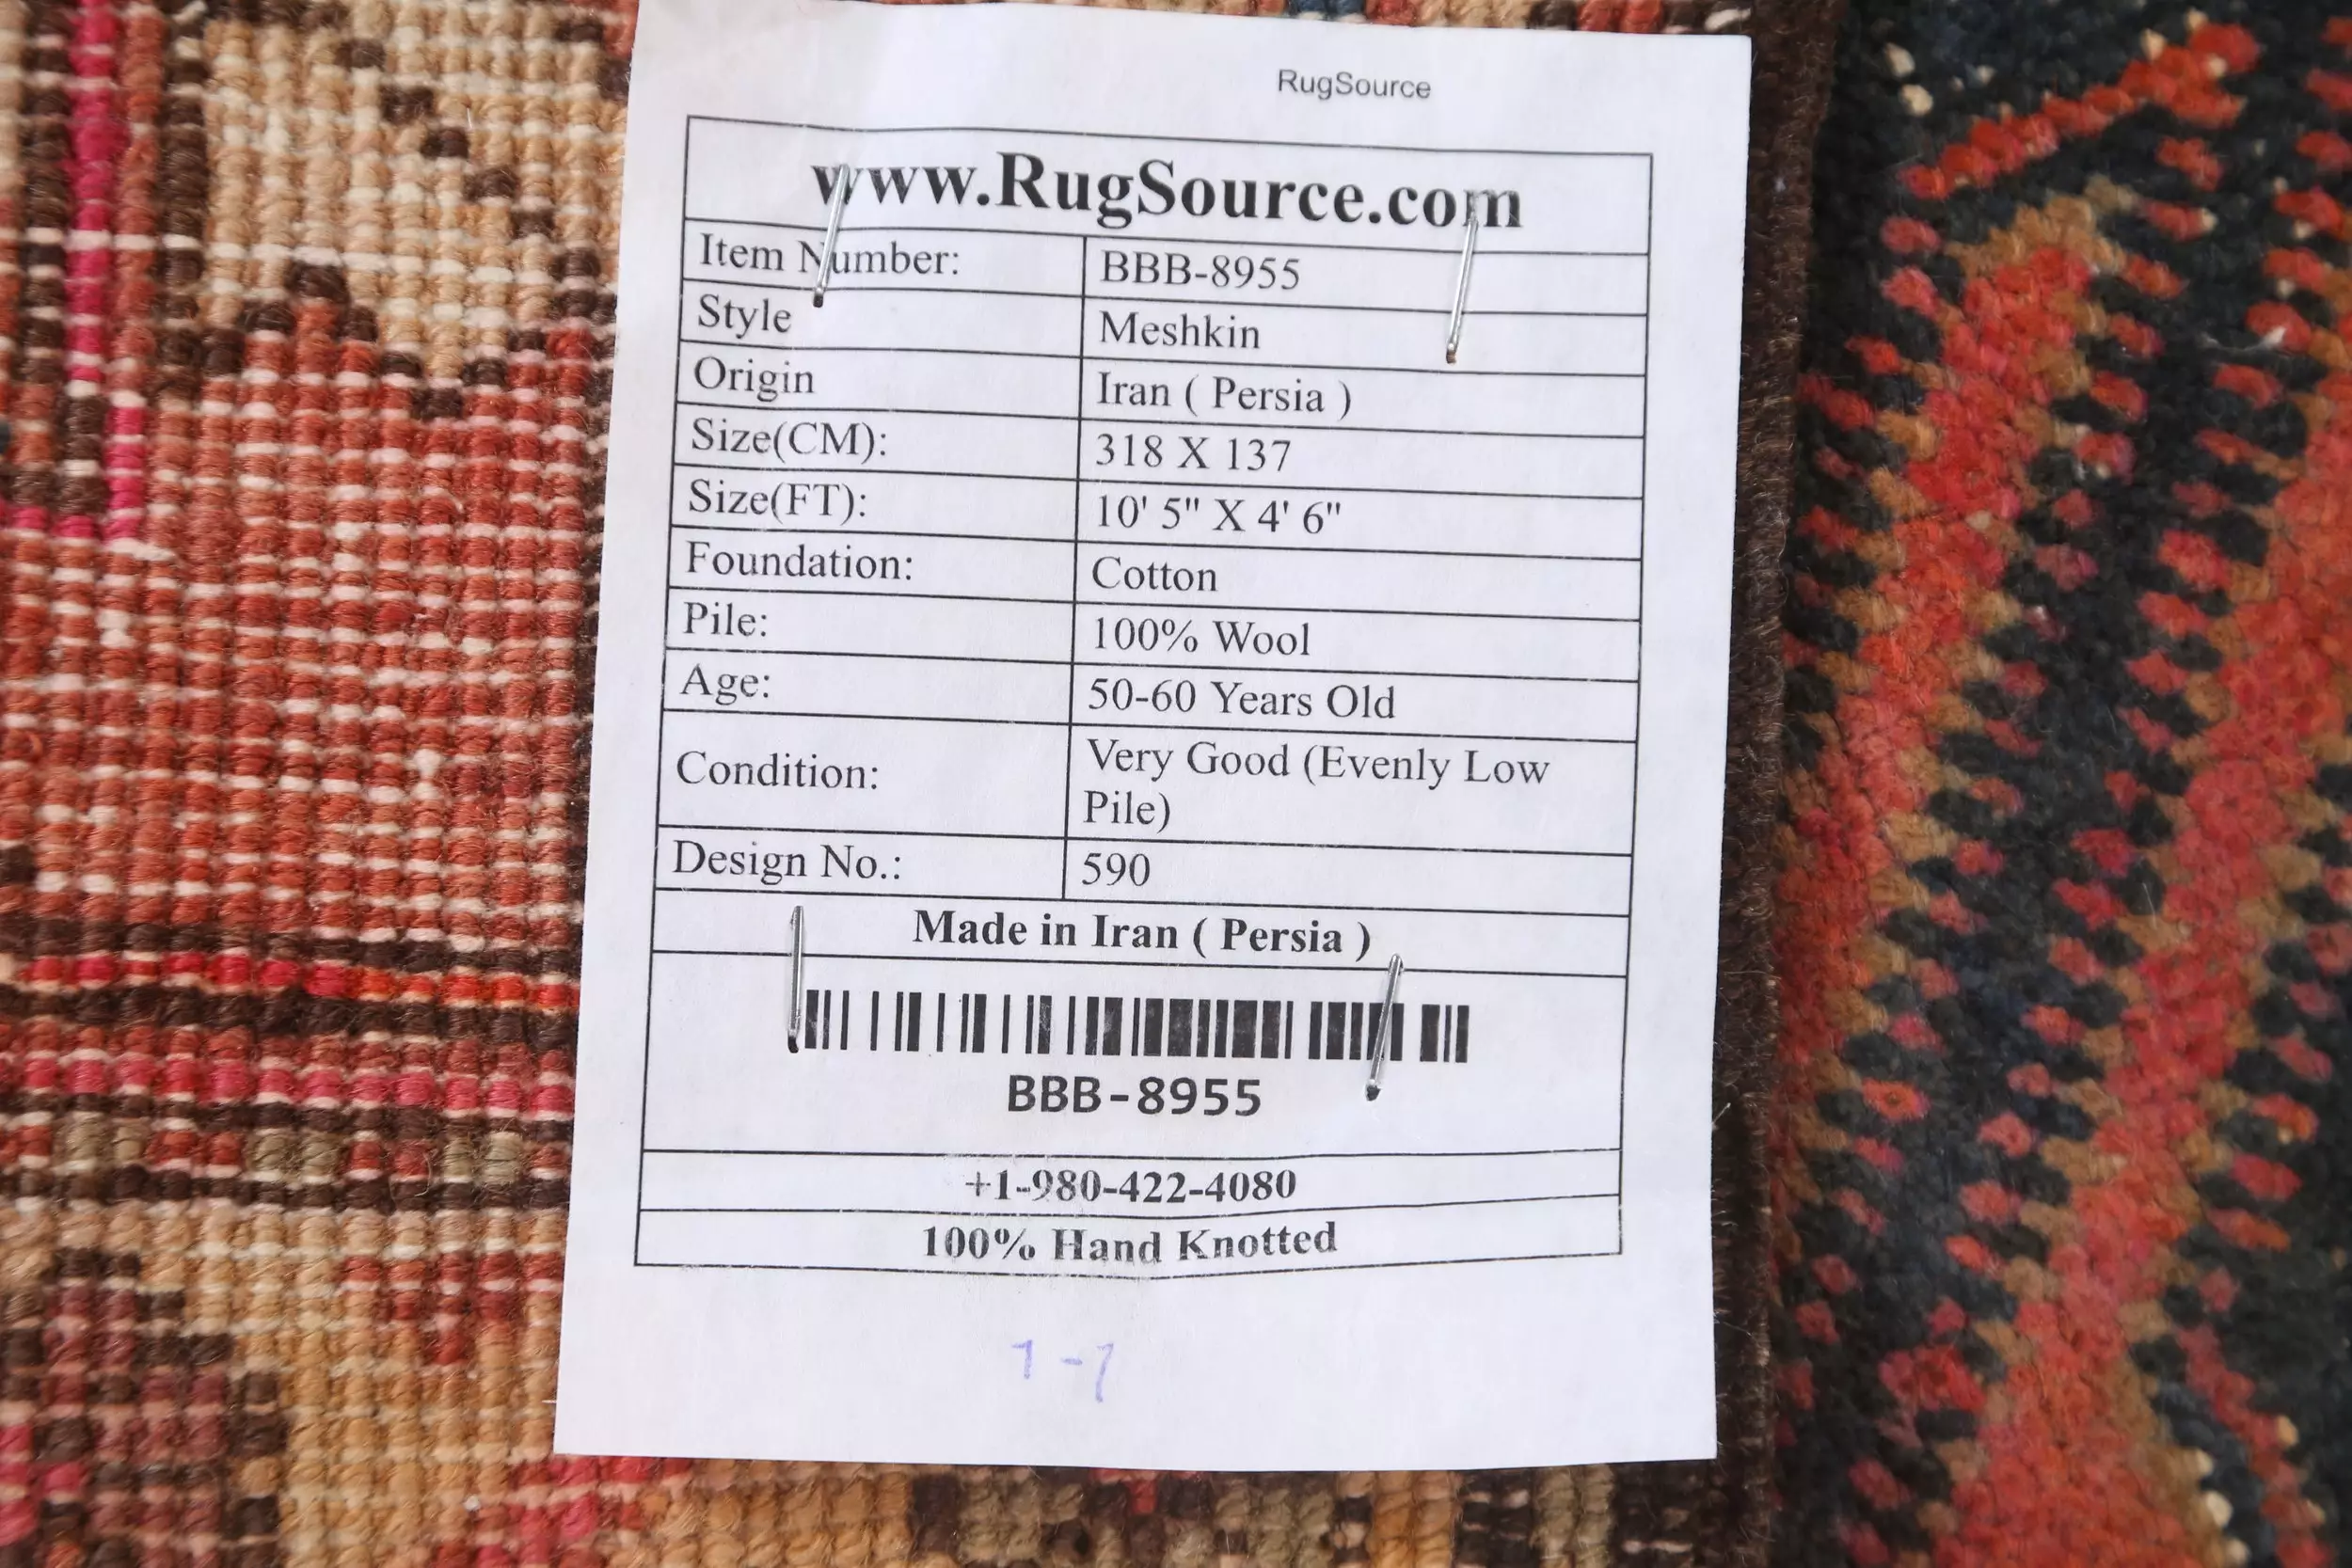 RugSource
www.RugSource.com
Item Number: BBB-8955
Style Meshkin
Origin Iran ( Persia )
Size(CM): 318 X 137
Size(FT): 10' 5" X 4' 6"
Foundation: Cotton
Pile: 100% Wool
Age: 50-60 Years Old
Condition: Very Good (Evenly Low
Pile)
Design No.: 590
Made in Iran ( Persia )
BBB-8955
+1-980-422-4080
100% Hand Knotted
1-1